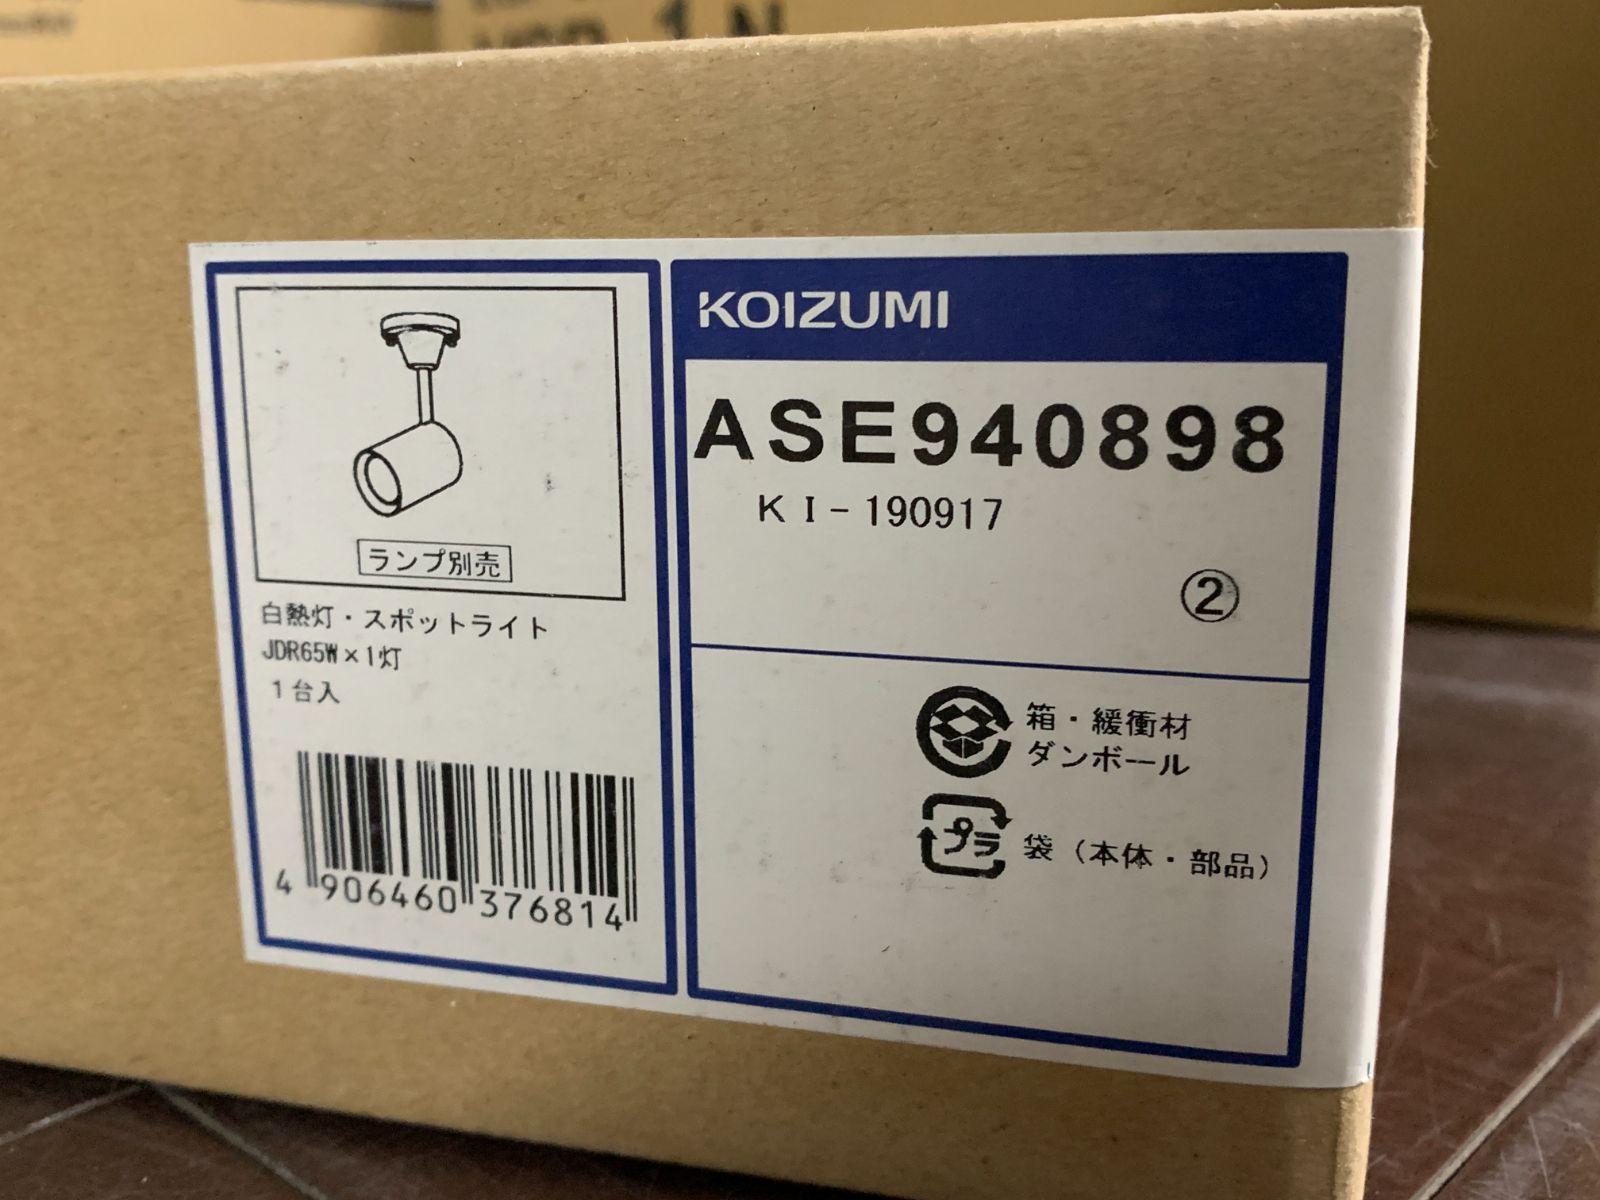 ランプ別売
白熱灯・スポットライト
JDR65W×1灯
1台入
4 906460 376814
KOIZUMI
ASE940898
KI-190917
②
箱・緩衝材
ダンボール
プラ
袋（本体・部品）